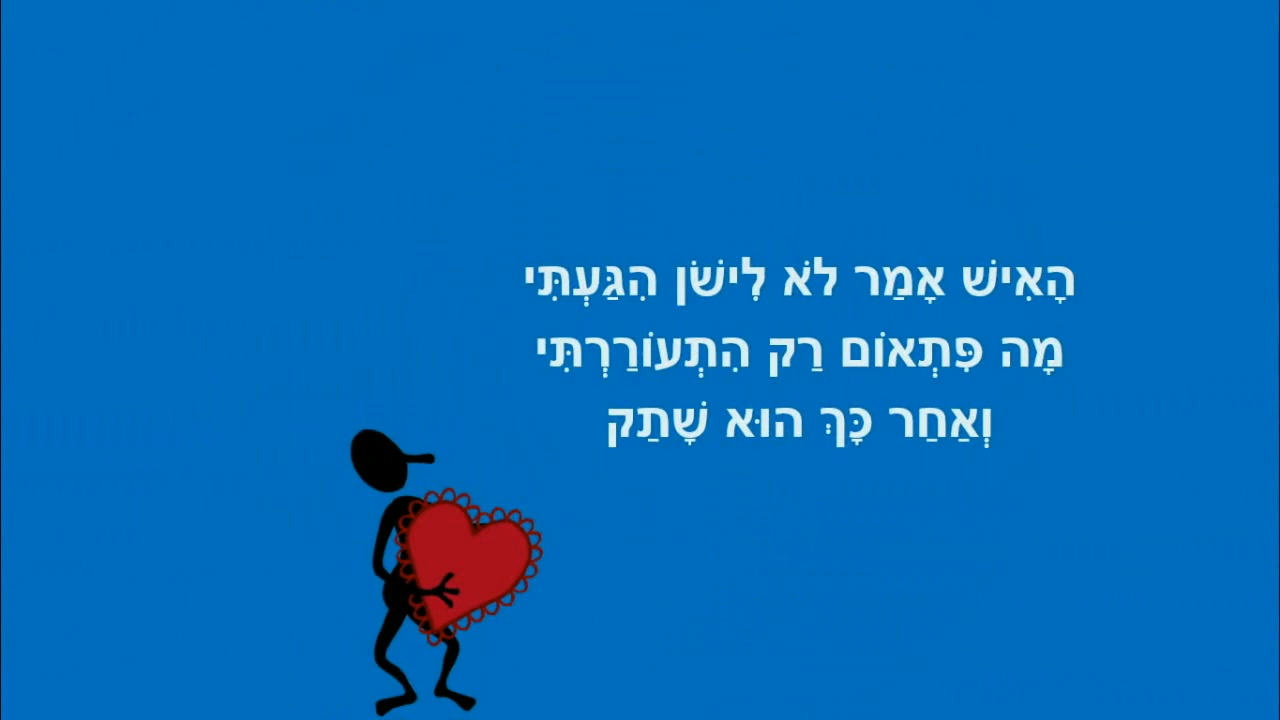 הָאִישׁ אָמַר לֹא לִישֹׁן הִגַּעְתִּי
מָה פִּתְאוֹם רַק הִתְעוֹרַרְתִּי
וְאַחַר כָּךְ הוּא שָׁתַק